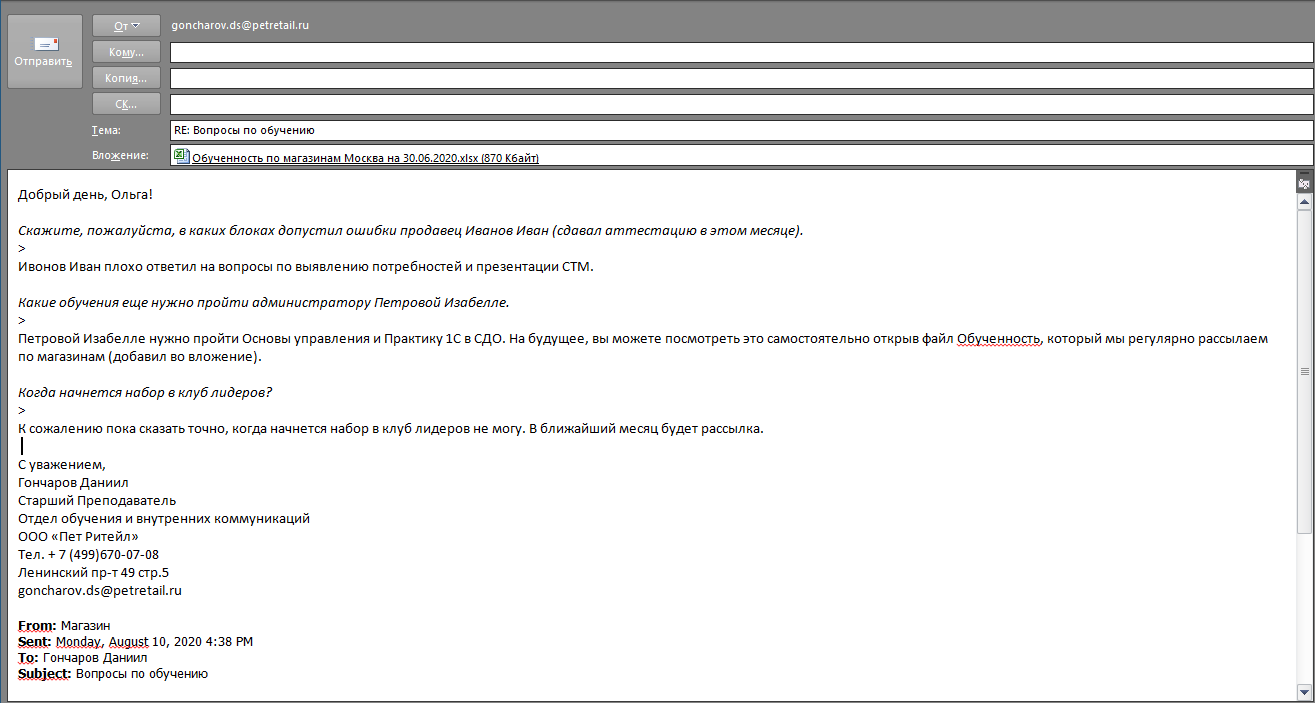 От
goncharov.ds@petretail.ru
Отправить
Кому...
Копия...
СК...
Тема:
RE: Вопросы по обучению
Вложение:
Обученность по магазинам Москва на 30.06.2020.xlsx (870 Кбайт)
Добрый день, Ольга!
Скажите, пожалуйста, в каких блоках допустил ошибки продавец Иванов Иван (сдавал аттестацию в этом месяце).
>
Ивонов Иван плохо ответил на вопросы по выявлению потребностей и презентации СТМ.
Какие обучения еще нужно пройти администратору Петровой Изабелле.
>
Петровой Изабелле нужно пройти Основы управления и Практику 1С в СДО. На будущее, вы можете посмотреть это самостоятельно открыв файл Обученность, который мы регулярно рассылаем
по магазинам (добавил во вложение).
Когда начнется набор в клуб лидеров?
>
К сожалению пока сказать точно, когда начнется набор в клуб лидеров не могу. В ближайший месяц будет рассылка.
С уважением,
Гончаров Даниил
Старший Преподаватель
Отдел обучения и внутренних коммуникаций
ООО «Пет Ритейл»
Тел. + 7 (499)670-07-08
Ленинский пр-т 49 стр.5
goncharov.ds@petretail.ru
From: Магазин
Sent: Monday, August 10, 2020 4:38 PM
To: Гончаров Даниил
Subject: Вопросы по обучению